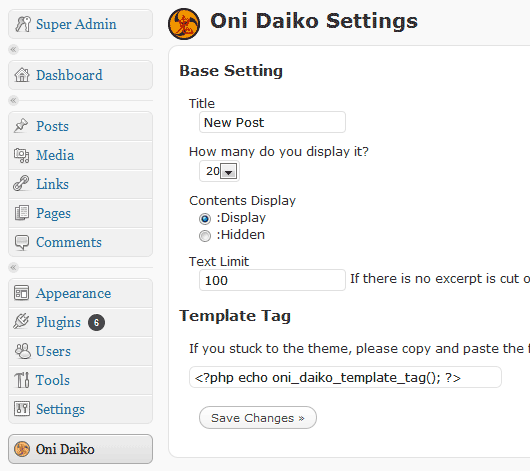 Super Admin
Dashboard
Posts
Media
Links
Pages
Comments
Appearance
Plugins 6
Users
Tools
Settings
Oni Daiko
Oni Daiko Settings
Base Setting
Title
New Post
How many do you display it?
20
Contents Display
:Display
:Hidden
Text Limit
100 If there is no excerpt is cut o
Template Tag
If you stuck to the theme, please copy and paste the f
<?php echo oni_daiko_template_tag(); ?>
Save Changes »